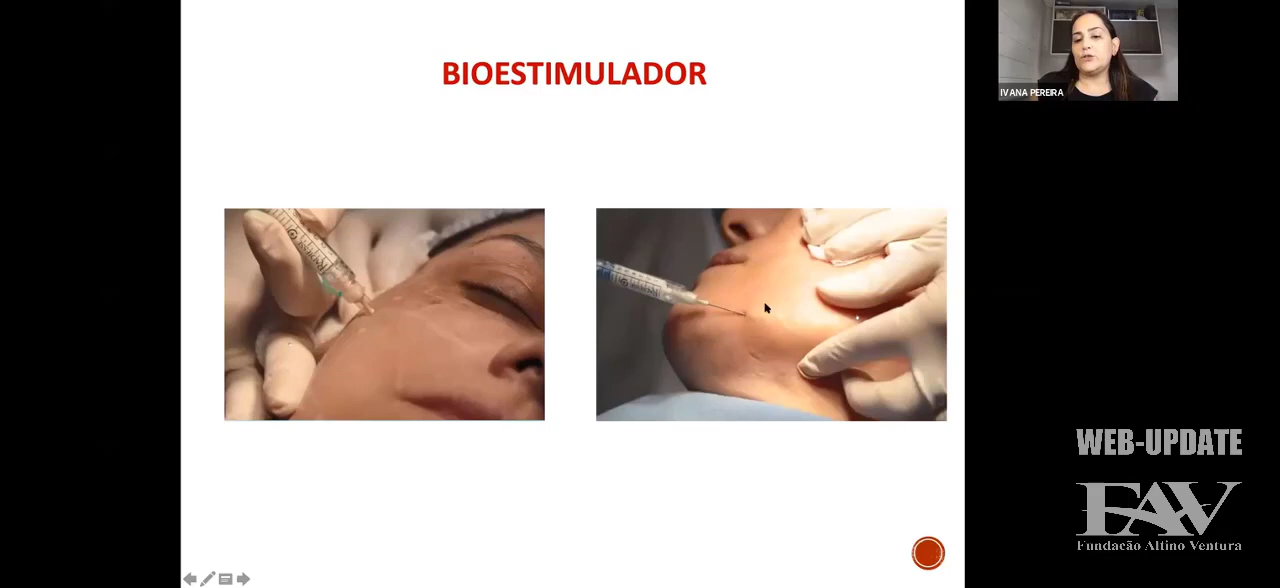 BIOESTIMULADOR
IVANA PEREIRA
WEB-UPDATE
FAV
Fundação Altino Ventura